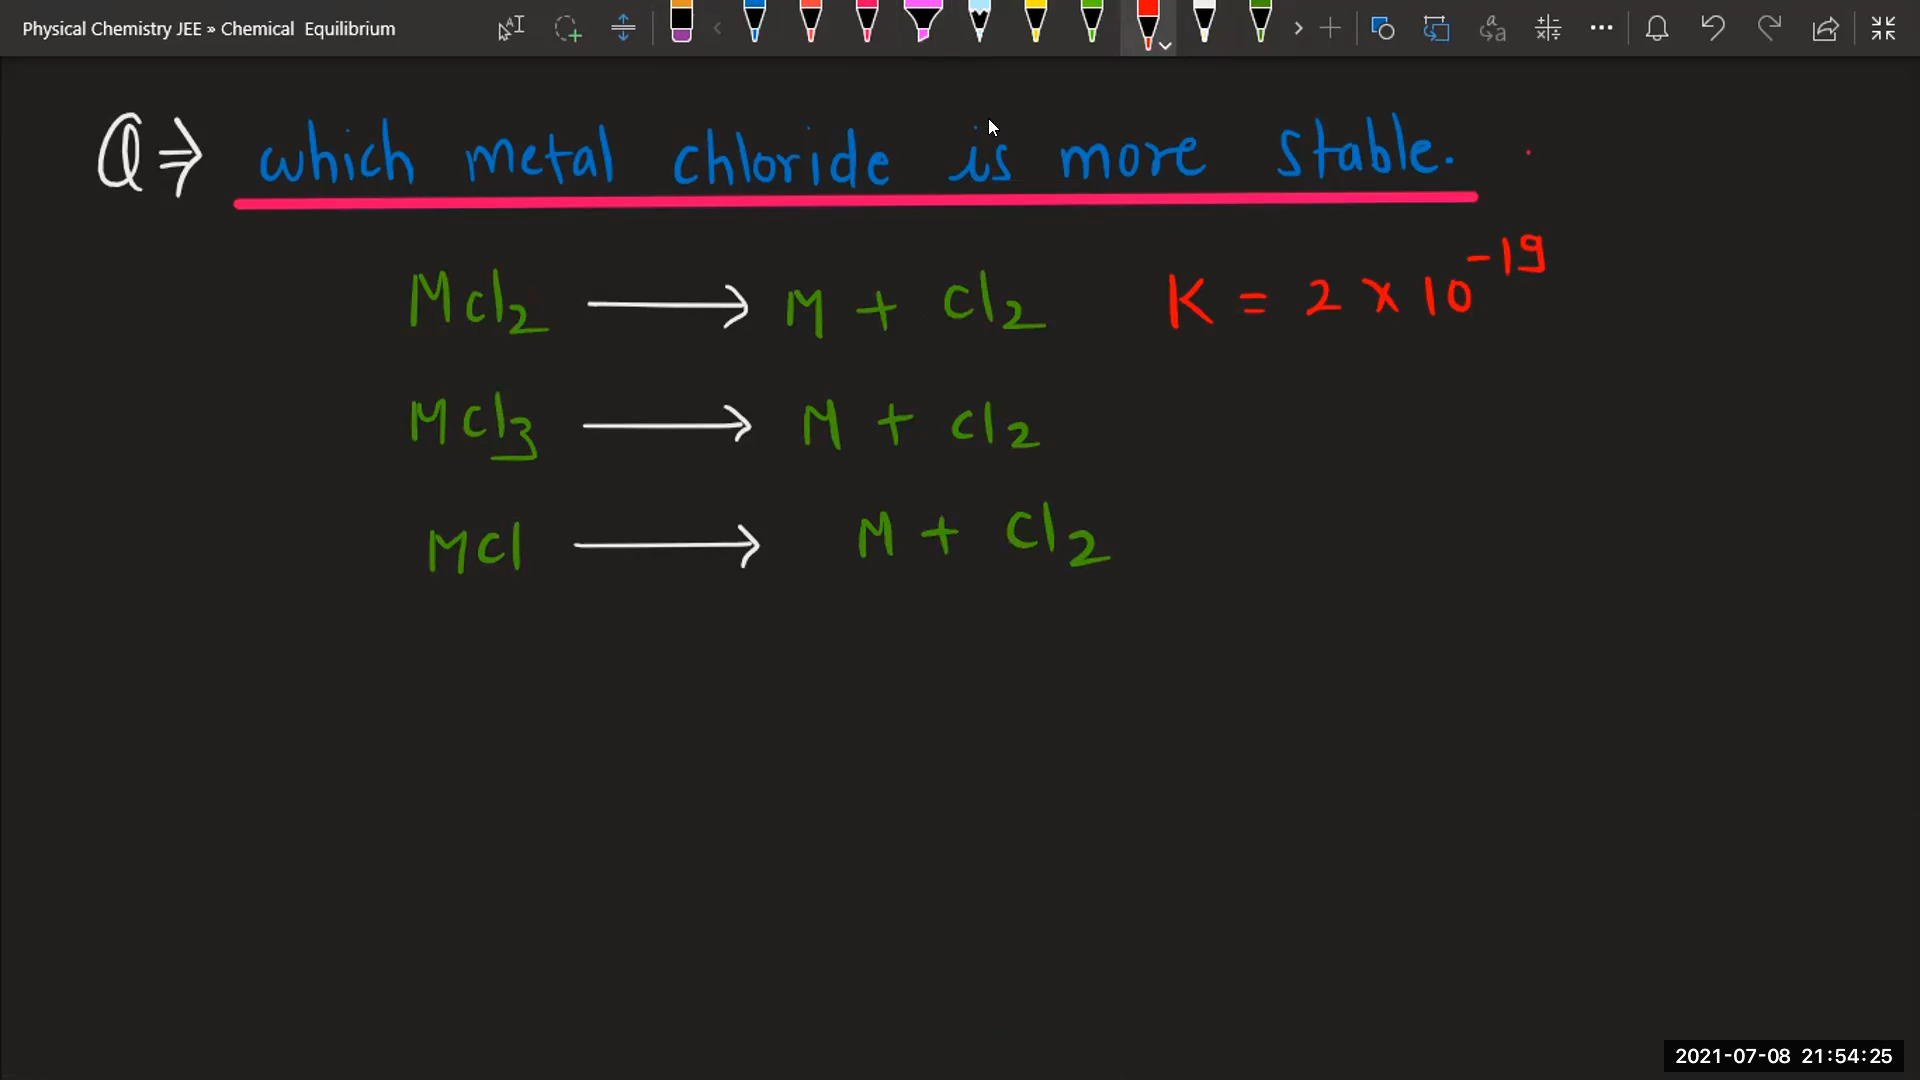 Physical Chemistry JEE » Chemical Equilibrium
Q ⇒ which metal chloride is more stable.
MCl₂ ⟶ M + Cl₂ K = 2 × 10⁻¹⁹
MCl₃ ⟶ M + Cl₂
MCl ⟶ M + Cl₂
2021-07-08 21:54:25